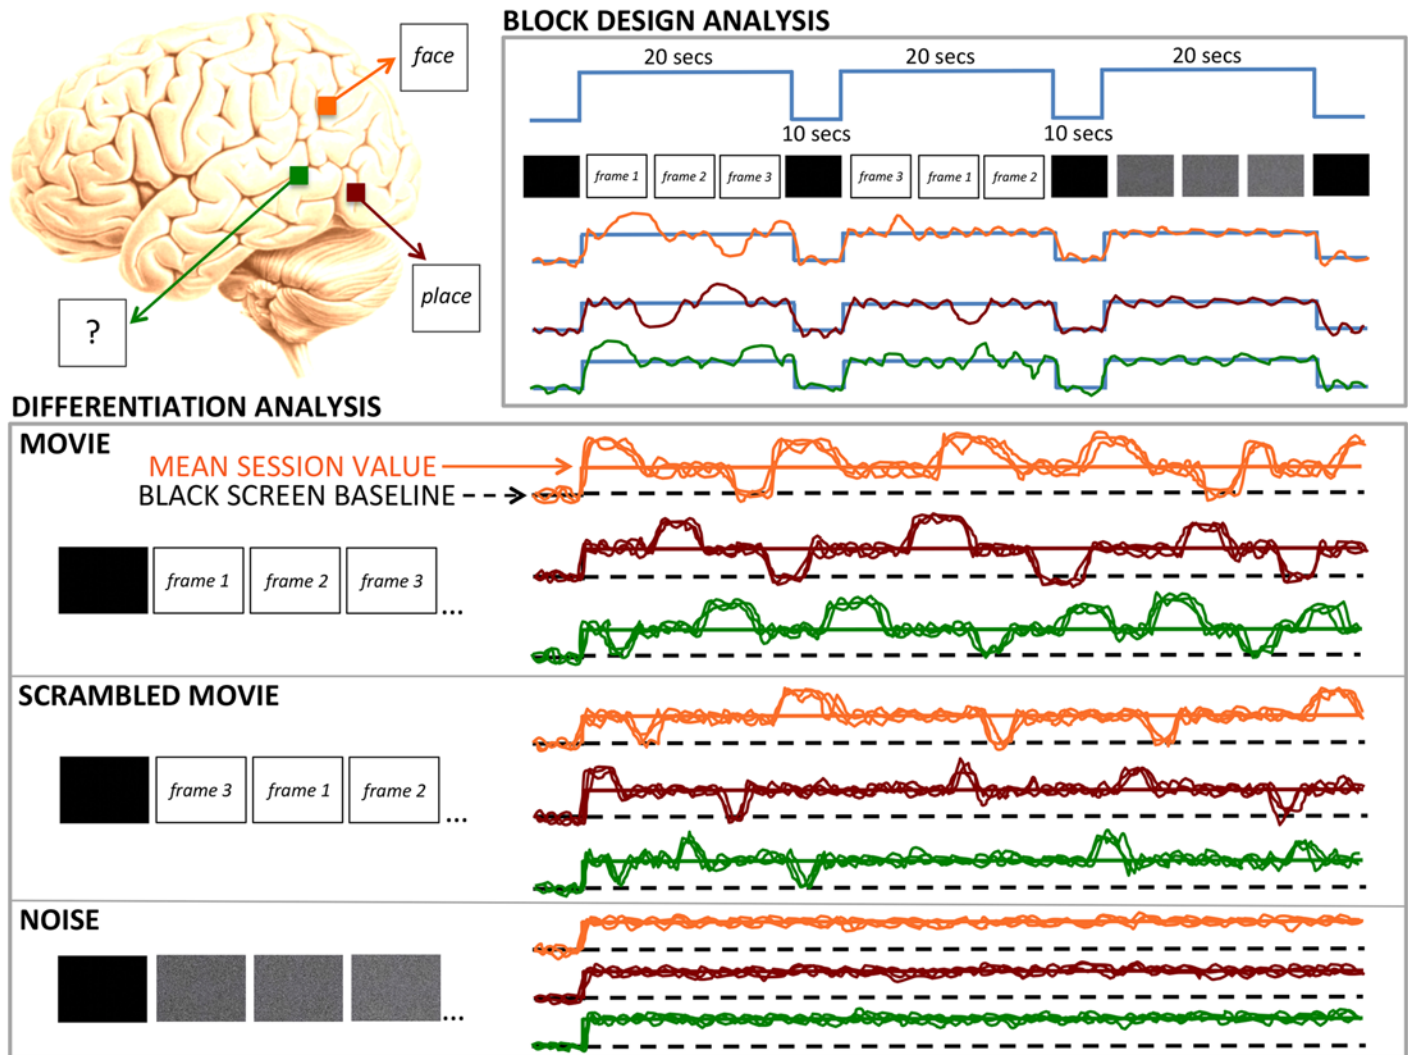 face
place
?
BLOCK DESIGN ANALYSIS
20 secs
20 secs
20 secs
10 secs
10 secs
frame 1
frame 2
frame 3
frame 3
frame 1
frame 2
DIFFERENTIATION ANALYSIS
MOVIE
MEAN SESSION VALUE
BLACK SCREEN BASELINE
frame 1
frame 2
frame 3
...
SCRAMBLED MOVIE
frame 3
frame 1
frame 2
...
NOISE
...